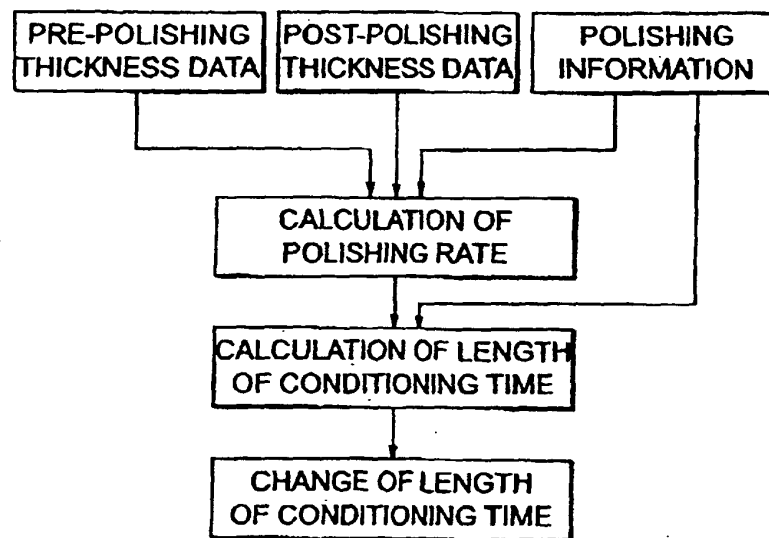 PRE-POLISHING
THICKNESS DATA
POST-POLISHING
THICKNESS DATA
POLISHING
INFORMATION
CALCULATION OF
POLISHING RATE
CALCULATION OF LENGTH
OF CONDITIONING TIME
CHANGE OF LENGTH
OF CONDITIONING TIME